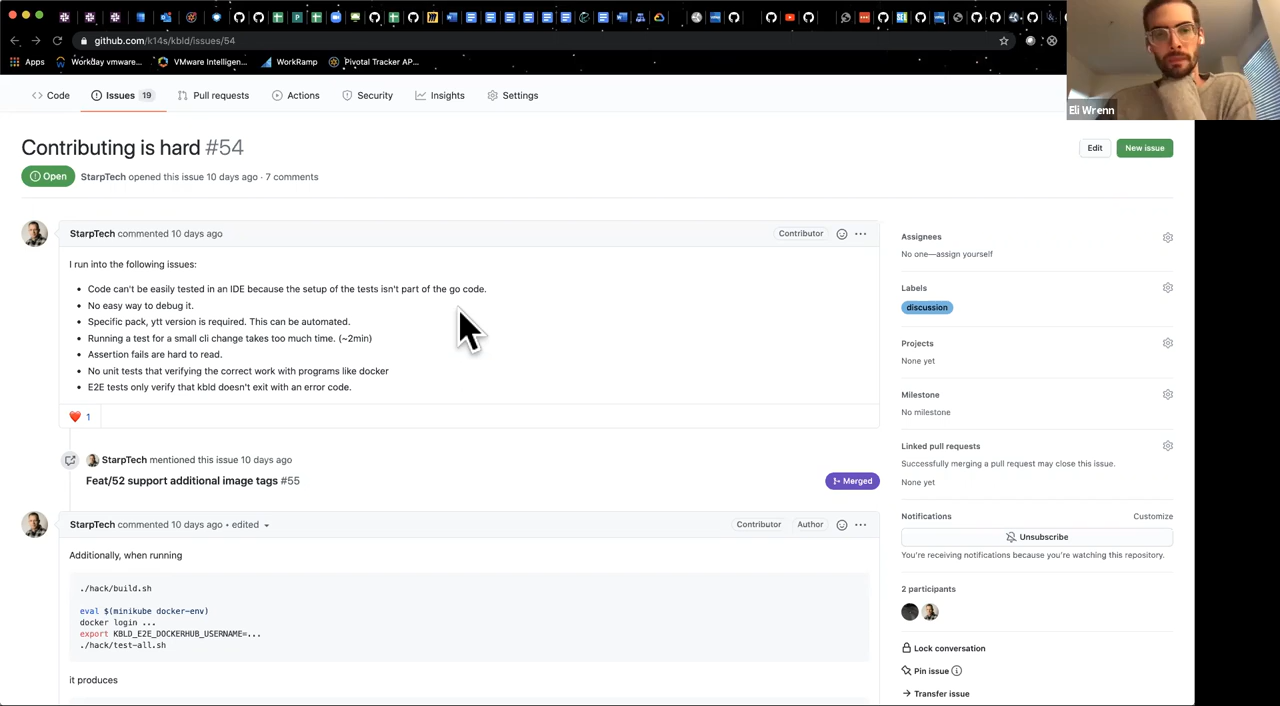 github.com/k14s/kbld/issues/54
Apps
Workday vmware...
VMware Intelligen...
WorkRamp
Pivotal Tracker AP...
Eli Wrenn
Code
Issues 19
Pull requests
Actions
Security
Insights
Settings
Contributing is hard #54
Edit
New issue
Open
StarpTech opened this issue 10 days ago · 7 comments
StarpTech commented 10 days ago
Contributor
I run into the following issues:
• Code can't be easily tested in an IDE because the setup of the tests isn't part of the go code.
• No easy way to debug it.
• Specific pack, ytt version is required. This can be automated.
• Running a test for a small cli change takes too much time. (~2min)
• Assertion fails are hard to read.
• No unit tests that verifying the correct work with programs like docker
• E2E tests only verify that kbld doesn't exit with an error code.
❤️ 1
StarpTech mentioned this issue 10 days ago
Feat/52 support additional image tags #55
Merged
StarpTech commented 10 days ago • edited
Contributor
Author
Additionally, when running
./hack/build.sh
eval $(minikube docker-env)
docker login ...
export KBLD_E2E_DOCKERHUB_USERNAME=...
./hack/test-all.sh
it produces
Assignees
No one—assign yourself
Labels
discussion
Projects
None yet
Milestone
No milestone
Linked pull requests
Successfully merging a pull request may close this issue.
None yet
Notifications
Customize
Unsubscribe
You're receiving notifications because you're watching this repository.
2 participants
Lock conversation
Pin issue
Transfer issue